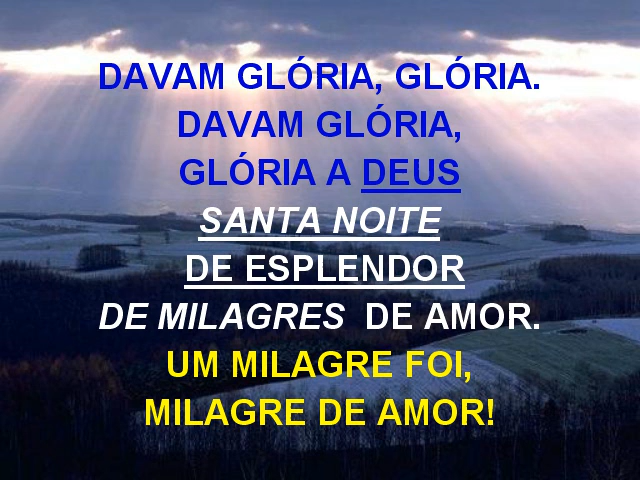 DAVAM GLÓRIA, GLÓRIA.
DAVAM GLÓRIA,
GLÓRIA A DEUS
SANTA NOITE
DE ESPLENDOR
DE MILAGRES DE AMOR.
UM MILAGRE FOI,
MILAGRE DE AMOR!